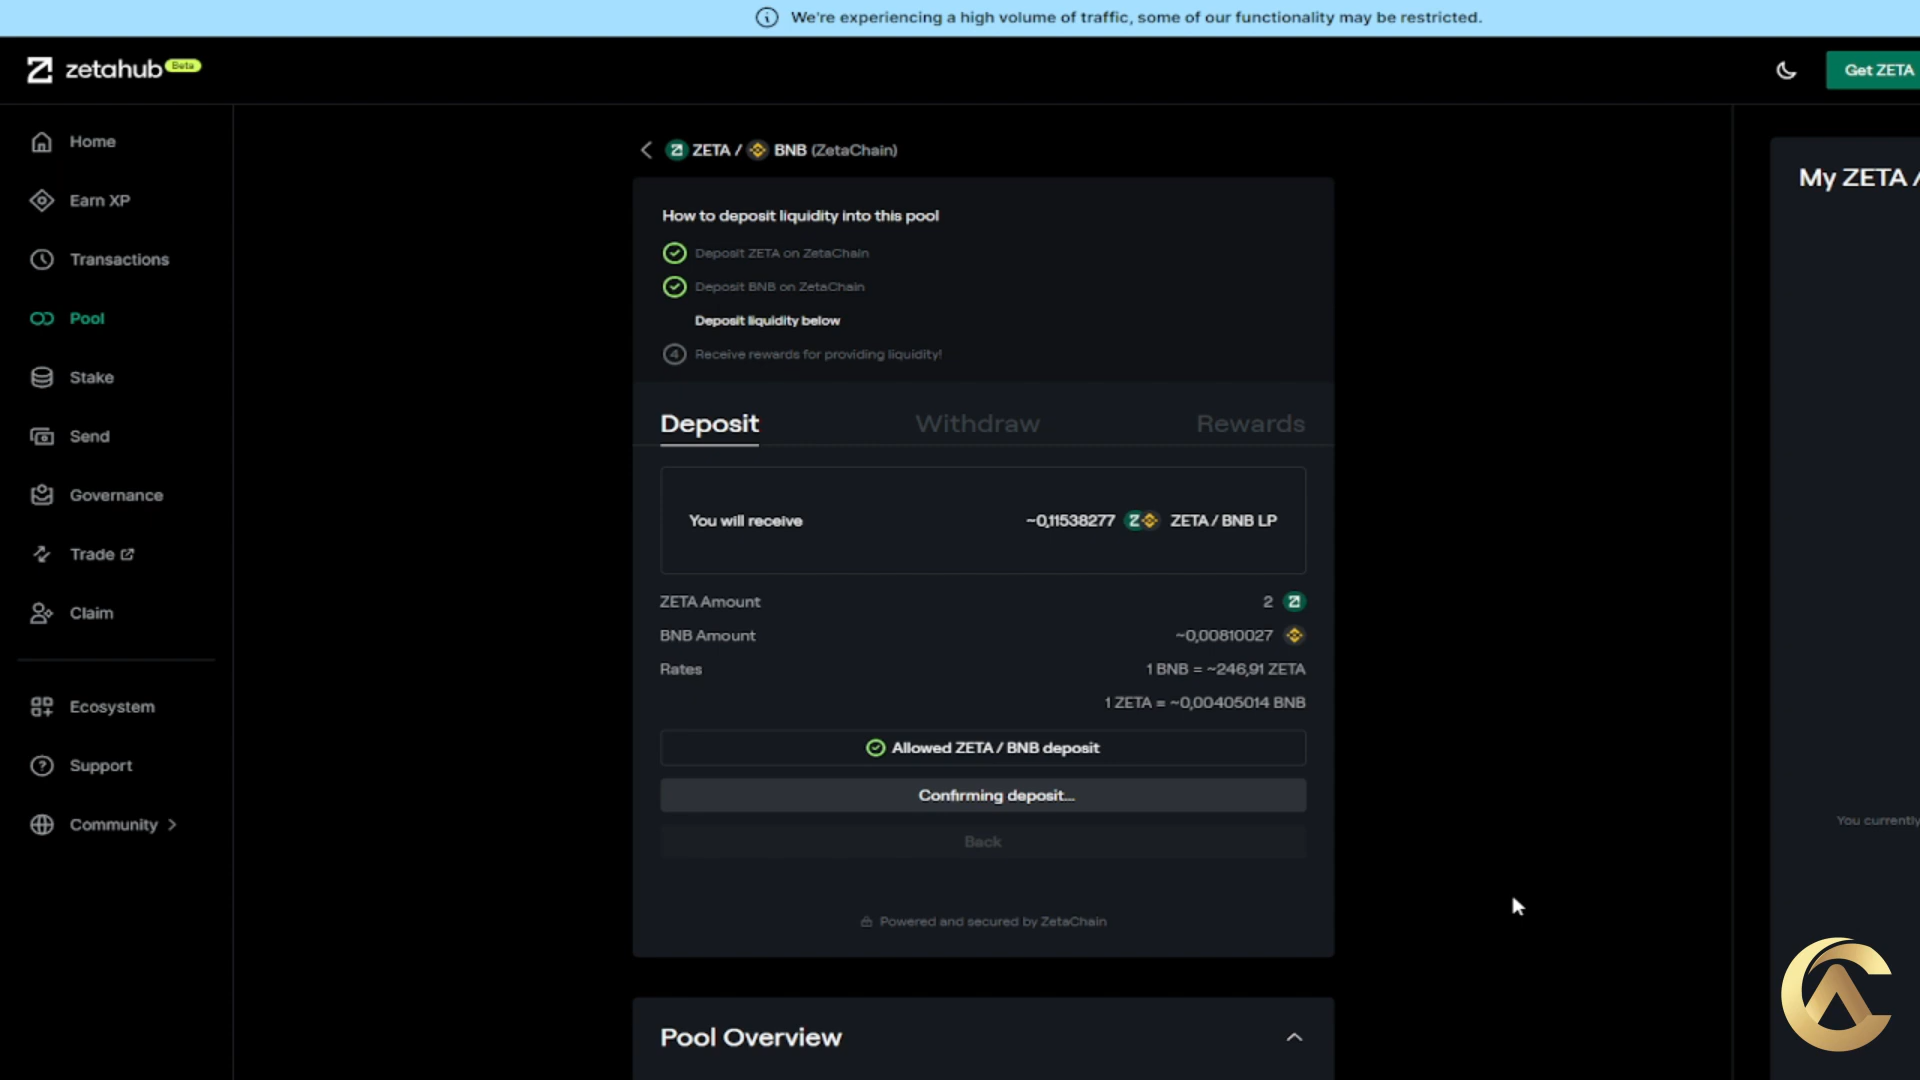 We're experiencing a high volume of traffic, some of our functionality may be restricted.
zetahub Beta
Get ZETA
Home
Earn XP
Transactions
Pool
Stake
Send
Governance
Trade
Claim
Ecosystem
Support
Community
ZETA / BNB (ZetaChain)
How to deposit liquidity into this pool
Deposit ZETA on ZetaChain
Deposit BNB on ZetaChain
Deposit liquidity below
4 Receive rewards for providing liquidity!
Deposit Withdraw Rewards
You will receive ~0,11538277 ZETA / BNB LP
ZETA Amount 2
BNB Amount ~0,00810027
Rates 1 BNB = ~246,91 ZETA
1 ZETA = ~0,00405014 BNB
Allowed ZETA / BNB deposit
Confirming deposit...
Back
Powered and secured by ZetaChain
Pool Overview
My ZETA /
You currently